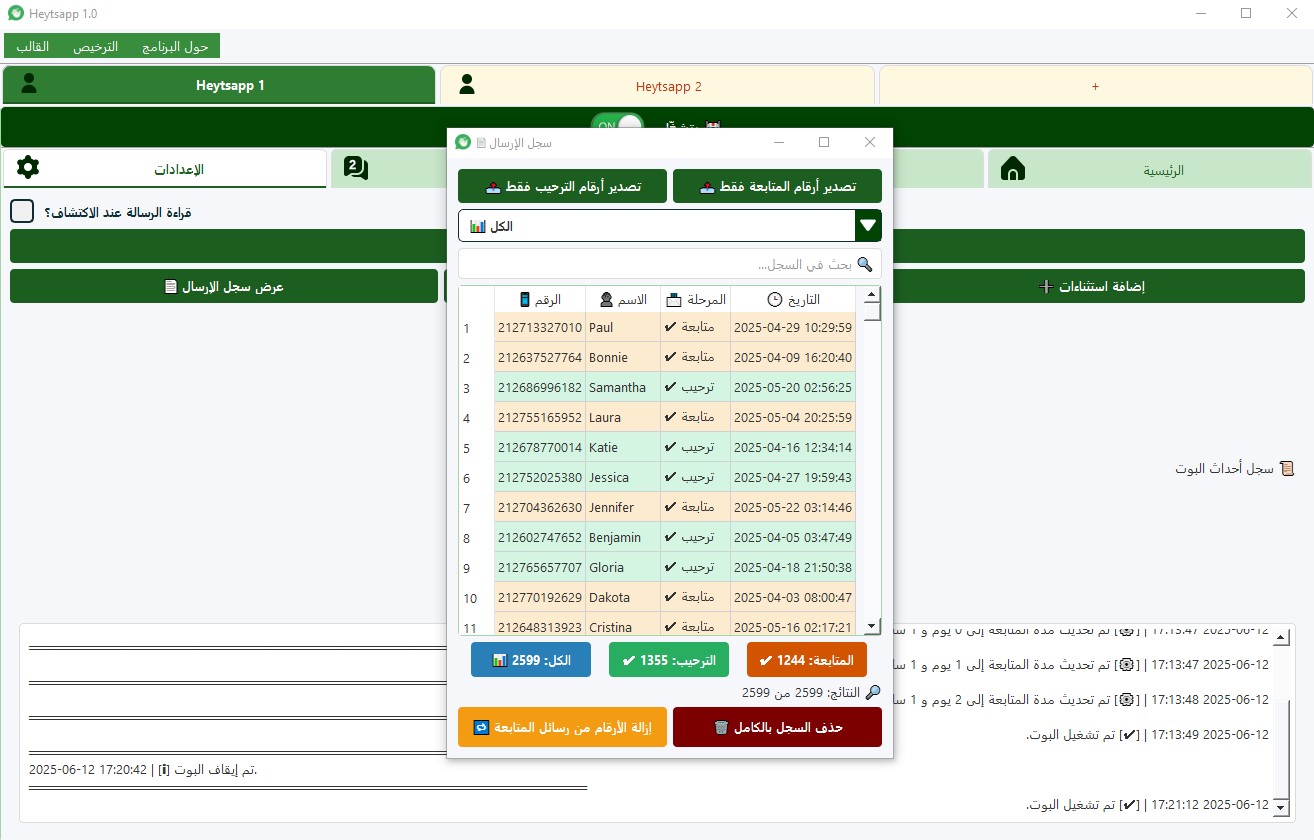 Heytsapp 1.0
القالب الترخيص حول البرنامج
Heytsapp 1
Heytsapp 2
+
ON
الرئيسية
2
الإعدادات
قراءة الرسالة عند الاكتشاف؟
إضافة استثناءات
عرض سجل الإرسال
سجل أحداث البوت
سجل الإرسال
تصدير أرقام المتابعة فقط
تصدير أرقام الترحيب فقط
الكل
بحث في السجل...
الرقم الاسم المرحلة التاريخ
1 212713327010 Paul ✔ متابعة 2025-04-29 10:29:59
2 212637527764 Bonnie ✔ متابعة 2025-04-09 16:20:40
3 212686996182 Samantha ✔ ترحيب 2025-05-20 02:56:25
4 212755165952 Laura ✔ متابعة 2025-05-04 20:25:59
5 212678770014 Katie ✔ ترحيب 2025-04-16 12:34:14
6 212752025380 Jessica ✔ ترحيب 2025-04-27 19:59:43
7 212704362630 Jennifer ✔ متابعة 2025-05-22 03:14:46
8 212602747652 Benjamin ✔ ترحيب 2025-04-05 03:47:49
9 212765657707 Gloria ✔ ترحيب 2025-04-18 21:50:38
10 212770192629 Dakota ✔ متابعة 2025-04-03 08:00:47
11 212648313923 Cristina ✔ متابعة 2025-05-16 02:17:21
المتابعة: 1244 ✔
الترحيب: 1355 ✔
الكل: 2599
النتائج: 2599 من 2599
حذف السجل بالكامل
إزالة الأرقام من رسائل المتابعة
2025-06-12 17:13:47 | [⚙] تم تحديث مدة المتابعة إلى 0 يوم و 1
2025-06-12 17:13:47 | [⚙] تم تحديث مدة المتابعة إلى 1 يوم و 1
2025-06-12 17:13:48 | [⚙] تم تحديث مدة المتابعة إلى 2 يوم و 1
2025-06-12 17:13:49 | [✔] تم تشغيل البوت.
2025-06-12 17:20:42 | [ℹ] تم إيقاف البوت.
2025-06-12 17:21:12 | [✔] تم تشغيل البوت.